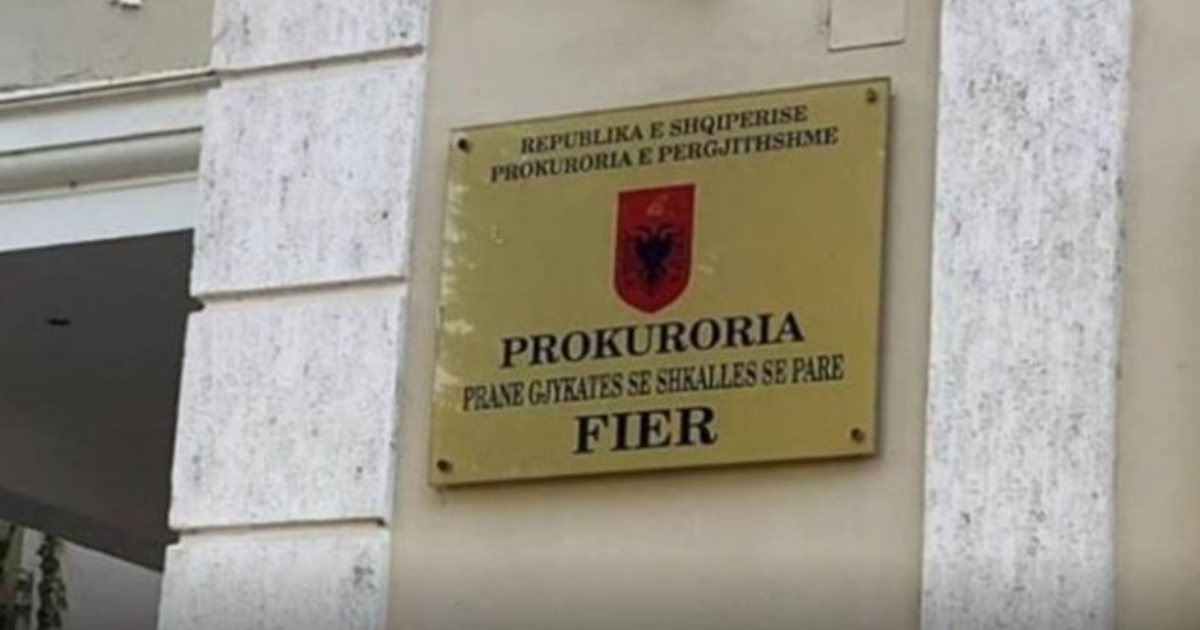 REPUBLIKA E SHQIPERISE
PROKURORIA E PERGJITHSHME
PROKURORIA
PRANE GJYKATES SE SHKALLES SE PARE
FIER